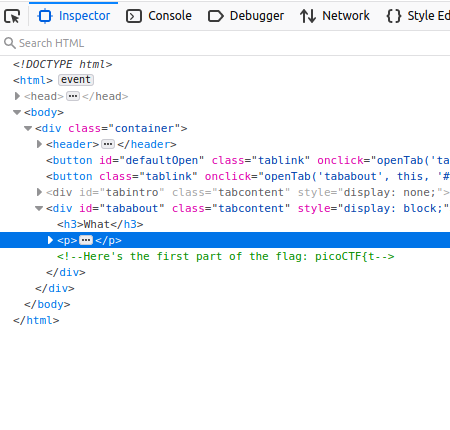 Inspector Console Debugger Network Style Ed
Search HTML
<!DOCTYPE html>
<html> event
<head> ••• </head>
<body>
<div class="container">
<header> ••• </header>
<button id="defaultOpen" class="tablink" onclick="openTab('ta
<button class="tablink" onclick="openTab('tababout', this, '#
<div id="tabintro" class="tabcontent" style="display: none;">
<div id="tababout" class="tabcontent" style="display: block;"
<h3>What</h3>
<p> ••• </p>
<!--Here's the first part of the flag: picoCTF{t-->
</div>
</div>
</body>
</html>